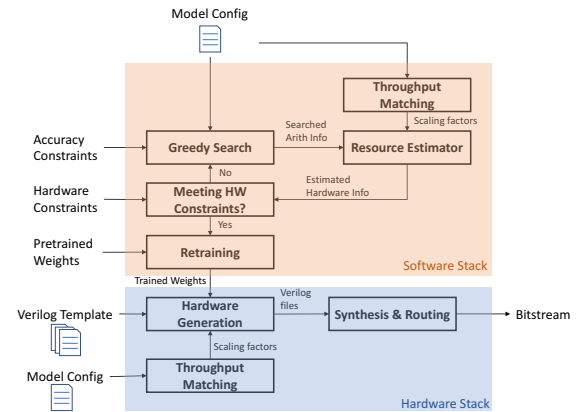 Model Config
Throughput
Matching
Scaling factors
Searched
Arith Info
Accuracy
Constraints
Greedy Search
Resource Estimator
No
Estimated
Hardware Info
Hardware
Constraints
Meeting HW
Constraints?
Yes
Pretrained
Weights
Retraining
Software Stack
Trained Weights
Verilog
files
Verilog Template
Hardware
Generation
Synthesis & Routing
Bitstream
Scaling factors
Model Config
Throughput
Matching
Hardware Stack